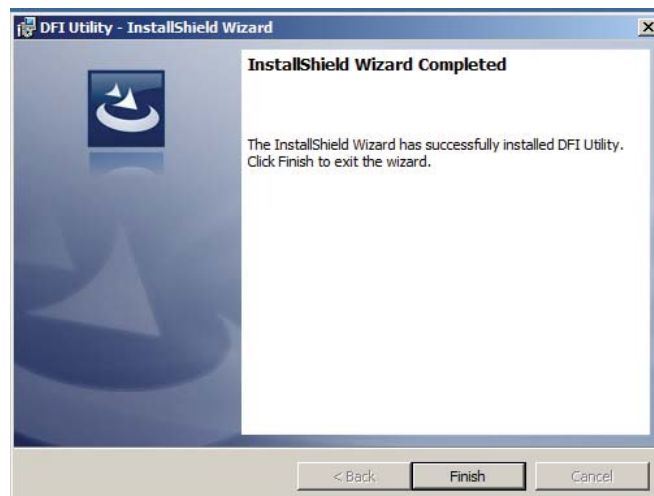 DFI Utility - InstallShield Wizard
InstallShield Wizard Completed
The InstallShield Wizard has successfully installed DFI Utility.
Click Finish to exit the wizard.
< Back
Finish
Cancel